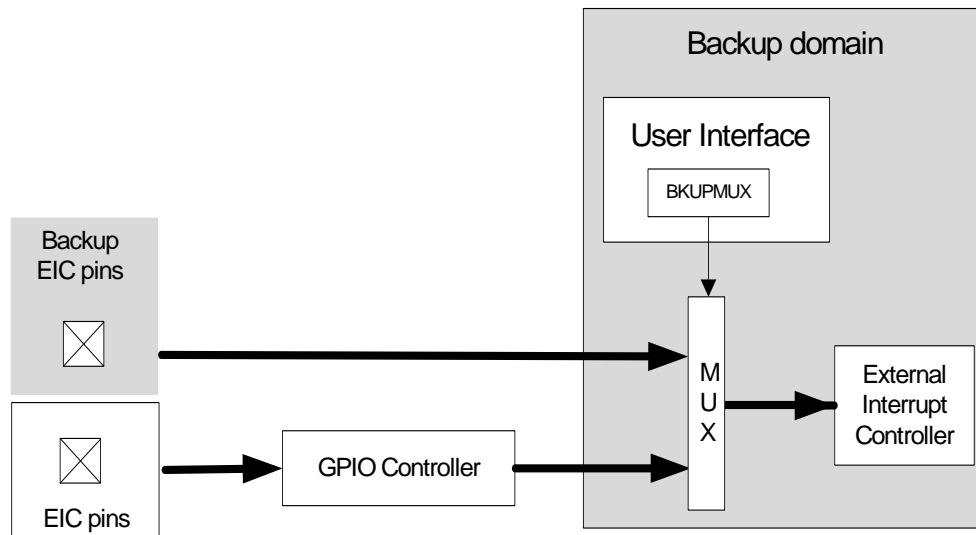 Backup domain
User Interface
BKUPMUX
Backup
EIC pins
M
U
X
External
Interrupt
Controller
GPIO Controller
EIC pins